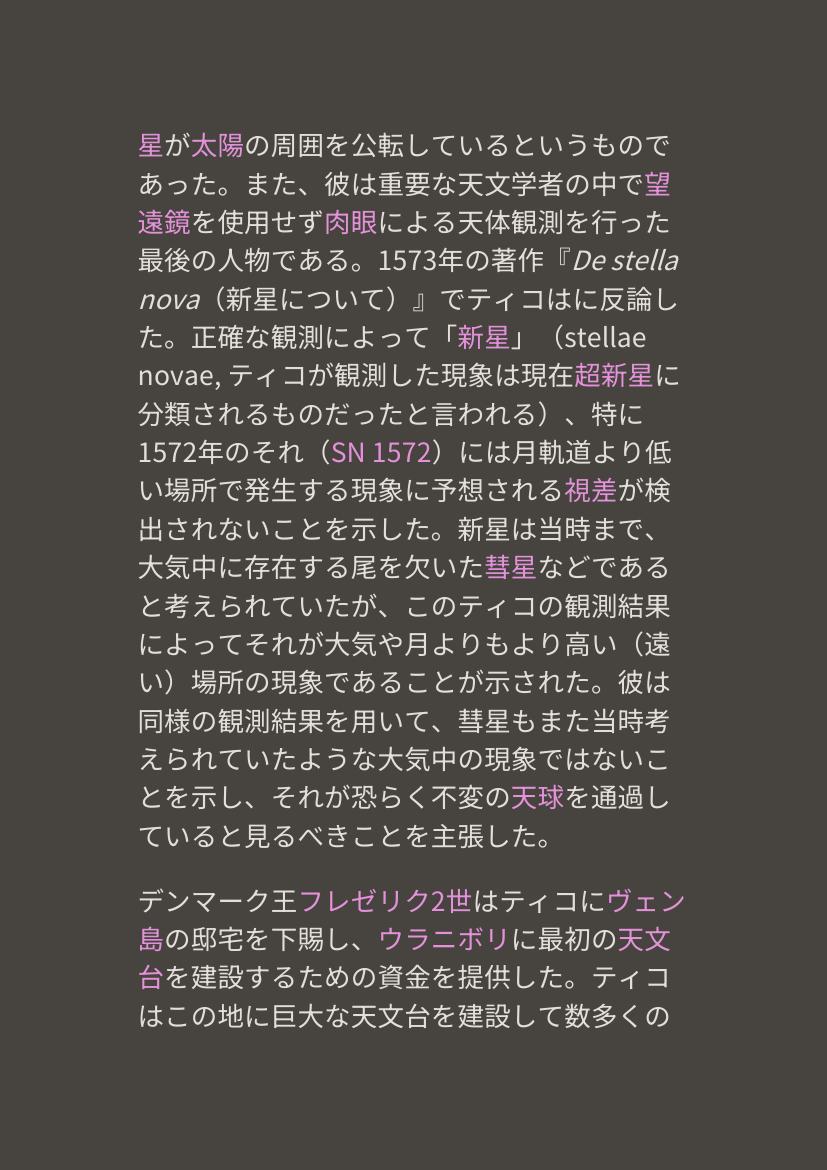 星が太陽の周囲を公転しているというもので
あった。また、彼は重要な天文学者の中で望
遠鏡を使用せず肉眼による天体観測を行った
最後の人物である。1573年の著作『De stella
nova（新星について）』でティコはに反論し
た。正確な観測によって「新星」（stellae
novae, ティコが観測した現象は現在超新星に
分類されるものだったと言われる）、特に
1572年のそれ（SN 1572）には月軌道より低
い場所で発生する現象に予想される視差が検
出されないことを示した。新星は当時まで、
大気中に存在する尾を欠いた彗星などである
と考えられていたが、このティコの観測結果
によってそれが大気や月よりもより高い（遠
い）場所の現象であることが示された。彼は
同様の観測結果を用いて、彗星もまた当時考
えられていたような大気中の現象ではないこ
とを示し、それが恐らく不変の天球を通過し
ていると見るべきことを主張した。
デンマーク王フレゼリク2世はティコにヴェン
島の邸宅を下賜し、ウラニボリに最初の天文
台を建設するための資金を提供した。ティコ
はこの地に巨大な天文台を建設して数多くの